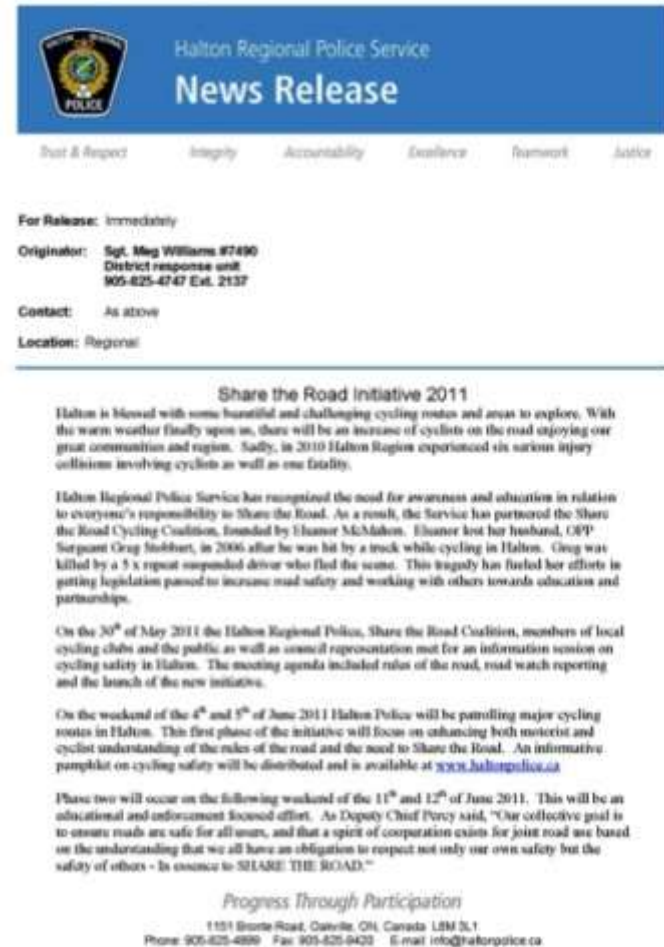 HALTON REGIONAL
POLICE
Halton Regional Police Service
News Release
Trust & Respect Integrity Accountability Excellence Teamwork Justice
For Release: Immediately
Originator: Sgt. Meg Williams #7490
District response unit
905-825-4747 Ext. 2137
Contact: As above
Location: Regional
Share the Road Initiative 2011
Halton is blessed with some beautiful and challenging cycling routes and areas to explore. With
the warm weather finally upon us, there will be an increase of cyclists on the road enjoying our
great communities and region. Sadly, in 2010 Halton Region experienced six serious injury
collisions involving cyclists as well as one fatality.
Halton Regional Police Service has recognized the need for awareness and education in relation
to everyone's responsibility to Share the Road. As a result, the Service has partnered the Share
the Road Cycling Coalition, founded by Eleanor McMahon. Eleanor lost her husband, OPP
Sergeant Greg Stobbart, in 2006 after he was hit by a truck while cycling in Halton. Greg was
killed by a 5 x repeat suspended driver who fled the scene. This tragedy has fueled her efforts in
getting legislation passed to increase road safety and working with others towards education and
partnerships.
On the 30th of May 2011 the Halton Regional Police, Share the Road Coalition, members of local
cycling clubs and the public as well as council representation met for an information session on
cycling safety in Halton. The meeting agenda included rules of the road, road watch reporting
and the launch of the new initiative.
On the weekend of the 4th and 5th of June 2011 Halton Police will be patrolling major cycling
routes in Halton. This first phase of the initiative will focus on enhancing both motorist and
cyclist understanding of the rules of the road and the need to Share the Road. An informative
pamphlet on cycling safety will be distributed and is available at www.haltonpolice.ca
Phase two will occur on the following weekend of the 11th and 12th of June 2011. This will be an
educational and enforcement focused effort. As Deputy Chief Percy said, "Our collective goal is
to ensure roads are safe for all users, and that a spirit of cooperation exists for joint road use based
on the understanding that we all have an obligation to respect not only our own safety but the
safety of others - In essence to SHARE THE ROAD."
Progress Through Participation
1151 Bronte Road, Oakville, ON, Canada L6M 3L1
Phone: 905-825-4899 Fax: 905-825-9420 E-mail: info@haltonpolice.ca